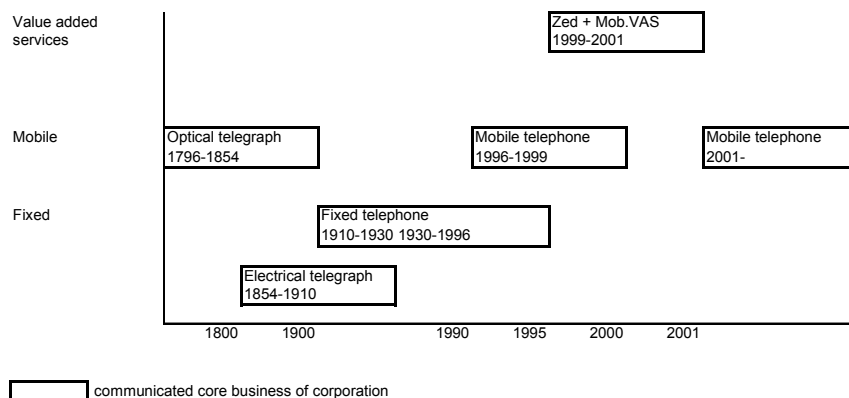 Value added
services
Zed + Mob.VAS
1999-2001
Mobile
Optical telegraph
1796-1854
Mobile telephone
1996-1999
Mobile telephone
2001-
Fixed
Fixed telephone
1910-1930 1930-1996
Electrical telegraph
1854-1910
1800 1900 1990 1995 2000 2001
communicated core business of corporation